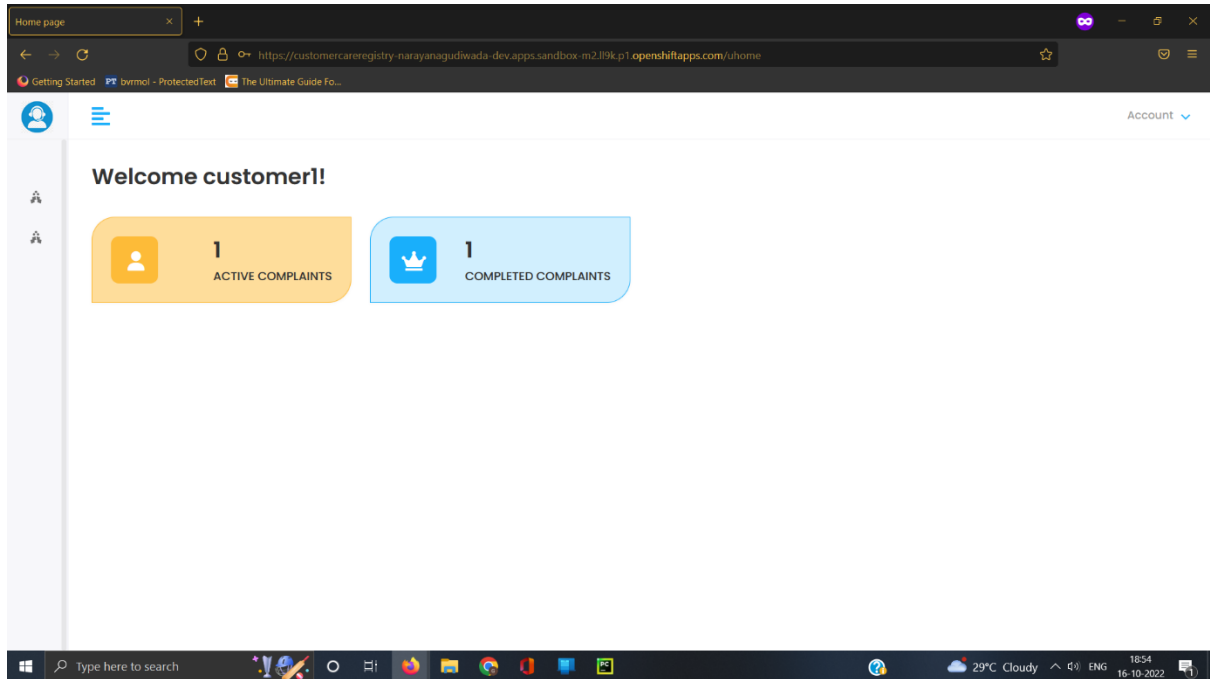 Home page
https://customercareregistry-narayanagudiwada-dev.apps.sandbox-m2.ll9k.p1.openshiftapps.com/uhome
Getting Started PT bvrmol - ProtectedText The Ultimate Guide Fo...
Account
Welcome customer1!
1
ACTIVE COMPLAINTS
1
COMPLETED COMPLAINTS
Type here to search
PC
29°C Cloudy ENG
18:54
16-10-2022
1